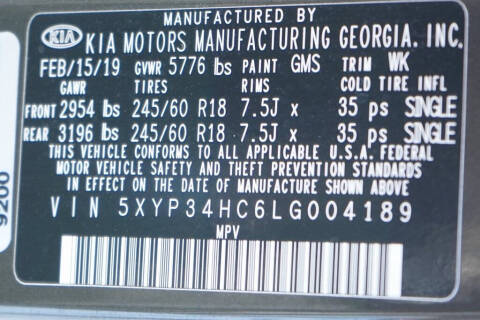 MANUFACTURED BY
KIA KIA MOTORS MANUFACTURING GEORGIA, INC.
FEB/15/19 GVWR 5776 lbs PAINT GMS TRIM WK
GAWR TIRES RIMS COLD TIRE INFL
FRONT 2954 lbs 245/60 R18 7.5J x 35 ps SINGLE
REAR 3196 lbs 245/60 R18 7.5J x 35 ps SINGLE
THIS VEHICLE CONFORMS TO ALL APPLICABLE U.S.A. FEDERAL
MOTOR VEHICLE SAFETY AND THEFT PREVENTION STANDARDS
IN EFFECT ON THE DATE OF MANUFACTURE SHOWN ABOVE
VIN 5XYP34HC6LG004189
MPV
9200